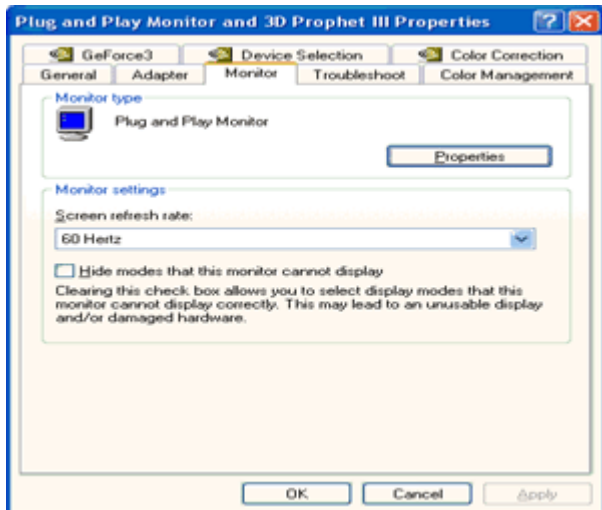 Plug and Play Monitor and 3D Prophet III Properties
GeForce3 Device Selection Color Correction
General Adapter Monitor Troubleshoot Color Management
Monitor type
Plug and Play Monitor
Properties
Monitor settings
Screen refresh rate:
60 Hertz
Hide modes that this monitor cannot display
Clearing this check box allows you to select display modes that this
monitor cannot display correctly. This may lead to an unusable display
and/or damaged hardware.
OK Cancel Apply